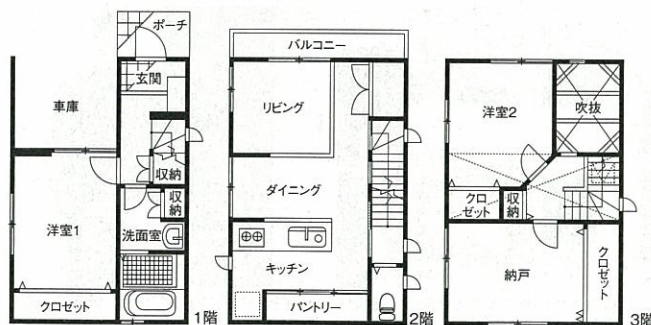 ポーチ
玄関
車庫
収納
収納
洋室1
洗面室
クロゼット
1階
バルコニー
リビング
ダイニング
キッチン
パントリー
2階
洋室2
吹抜
クロ
ゼット
収納
納戸
クロゼット
3階